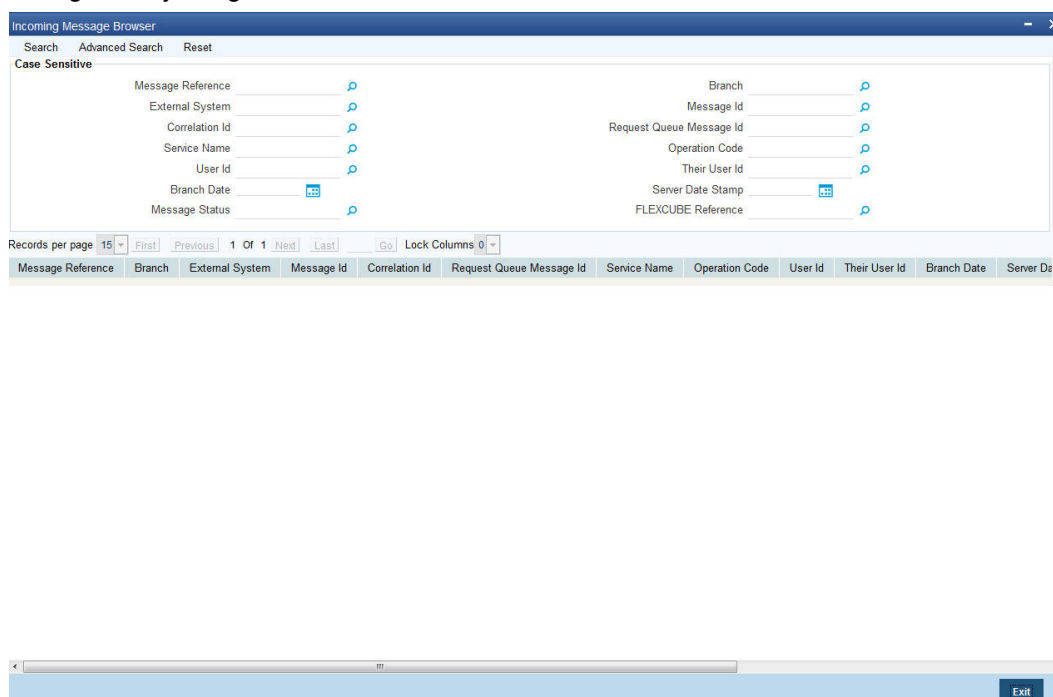 Incoming Message Browser
Search Advanced Search Reset
Case Sensitive
Message Reference Branch
External System Message Id
Correlation Id Request Queue Message Id
Service Name Operation Code
User Id Their User Id
Branch Date Server Date Stamp
Message Status FLEXCUBE Reference
Records per page 15 First Previous 1 Of 1 Next Last Go Lock Columns 0
Message Reference Branch External System Message Id Correlation Id Request Queue Message Id Service Name Operation Code User Id Their User Id Branch Date Server Da
Exit